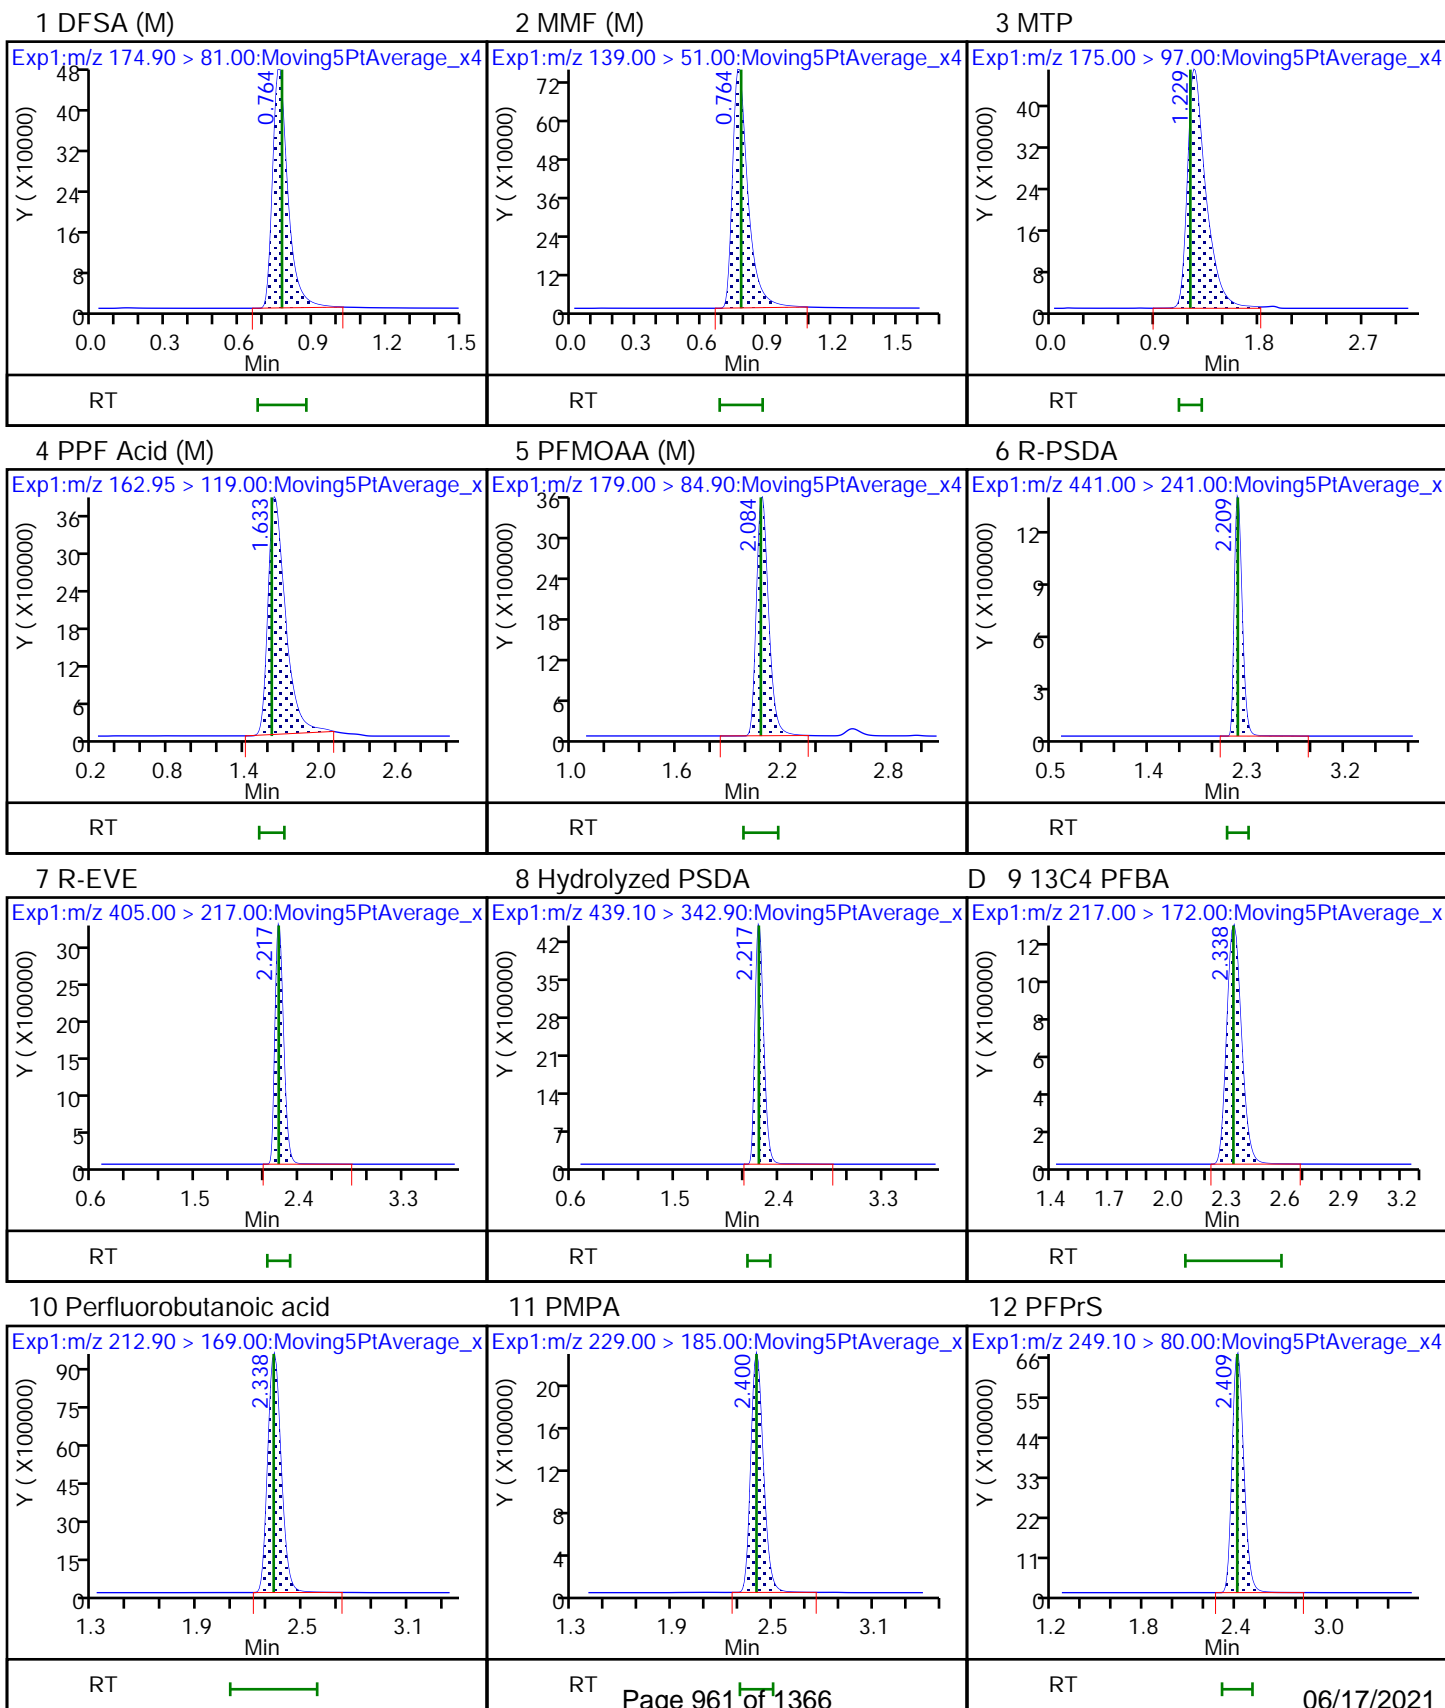 1 DFSA (M)
2 MMF (M)
3 MTP
Exp1:m/z 174.90 > 81.00:Moving5PtAverage_x4
Exp1:m/z 139.00 > 51.00:Moving5PtAverage_x4
Exp1:m/z 175.00 > 97.00:Moving5PtAverage_x4
0.764
0.764
1.229
Y ( X10000)
48
40
32
24
16
8
0
Y ( X10000)
72
60
48
36
24
12
0
Y ( X10000)
40
32
24
16
8
0
0.0 0.3 0.6 0.9 1.2 1.5
0.0 0.3 0.6 0.9 1.2 1.5
0.0 0.9 1.8 2.7
Min
Min
Min
RT
RT
RT
4 PPF Acid (M)
5 PFMOAA (M)
6 R-PSDA
Exp1:m/z 162.95 > 119.00:Moving5PtAverage_x
Exp1:m/z 179.00 > 84.90:Moving5PtAverage_x4
Exp1:m/z 441.00 > 241.00:Moving5PtAverage_x
1.633
2.084
2.209
Y ( X100000)
36
30
24
18
12
6
0
Y ( X100000)
36
30
24
18
12
6
0
Y ( X100000)
12
9
6
3
0
0.2 0.8 1.4 2.0 2.6
1.0 1.6 2.2 2.8
0.5 1.4 2.3 3.2
Min
Min
Min
RT
RT
RT
7 R-EVE
8 Hydrolyzed PSDA
D 9 13C4 PFBA
Exp1:m/z 405.00 > 217.00:Moving5PtAverage_x
Exp1:m/z 439.10 > 342.90:Moving5PtAverage_x
Exp1:m/z 217.00 > 172.00:Moving5PtAverage_x
2.217
2.217
2.338
Y ( X100000)
30
25
20
15
10
5
0
Y ( X100000)
42
35
28
21
14
7
0
Y ( X100000)
12
10
8
6
4
2
0
0.6 1.5 2.4 3.3
0.6 1.5 2.4 3.3
1.4 1.7 2.0 2.3 2.6 2.9 3.2
Min
Min
Min
RT
RT
RT
10 Perfluorobutanoic acid
11 PMPA
12 PFPrS
Exp1:m/z 212.90 > 169.00:Moving5PtAverage_x
Exp1:m/z 229.00 > 185.00:Moving5PtAverage_x
Exp1:m/z 249.10 > 80.00:Moving5PtAverage_x4
2.338
2.400
2.409
Y ( X100000)
90
75
60
45
30
15
0
Y ( X100000)
20
16
12
8
4
0
Y ( X100000)
66
55
44
33
22
11
0
1.3 1.9 2.5 3.1
1.3 1.9 2.5 3.1
1.2 1.8 2.4 3.0
Min
Min
Min
RT
RT
RT
Page 961 of 1366
06/17/2021